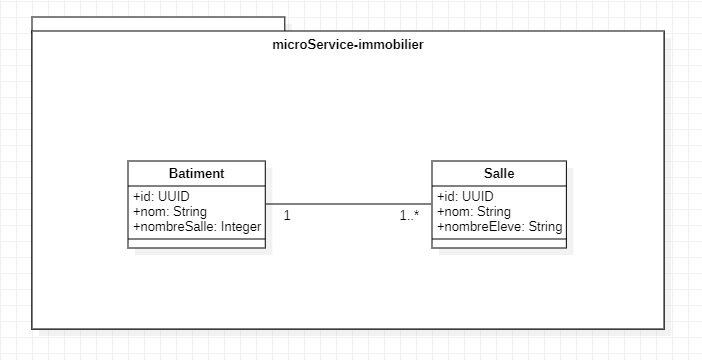 microService-immobilier
Batiment
+id: UUID
+nom: String
+nombreSalle: Integer
1
1..*
Salle
+id: UUID
+nom: String
+nombreEleve: String